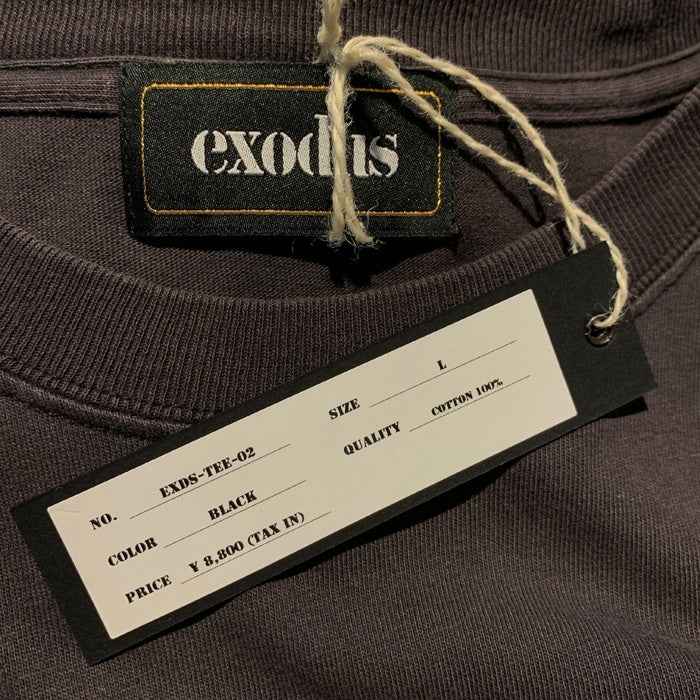 exodus
NO. EXDS-TEE-02
COLOR BLACK
PRICE ¥ 8,800 (TAX IN)
SIZE L
QUALITY COTTON 100%